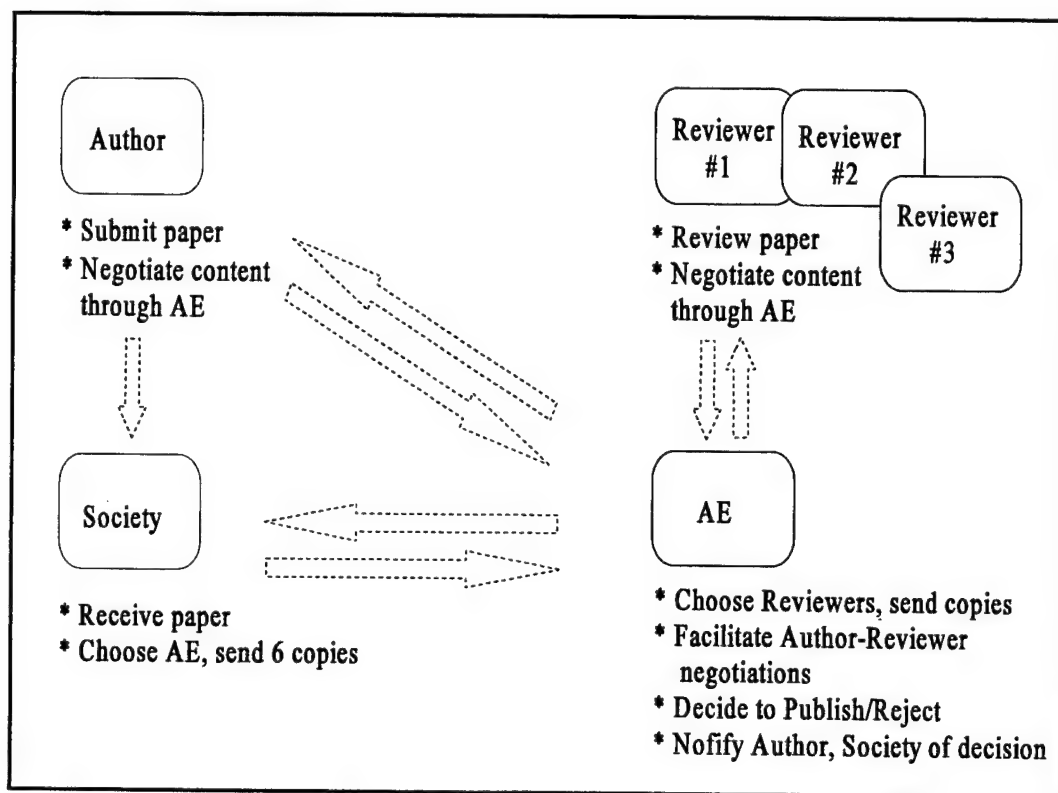 Author
* Submit paper
* Negotiate content
through AE
Reviewer
#1
Reviewer
#2
Reviewer
#3
* Review paper
* Negotiate content
through AE
Society
* Receive paper
* Choose AE, send 6 copies
AE
* Choose Reviewers, send copies
* Facilitate Author-Reviewer
negotiations
* Decide to Publish/Reject
* Nofify Author, Society of decision